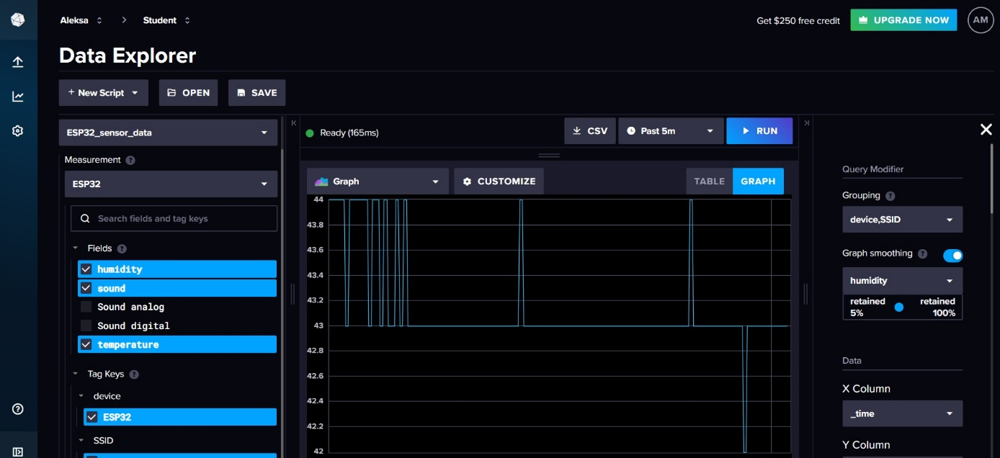 Aleksa > Student
Get $250 free credit
UPGRADE NOW
AM
Data Explorer
+ New Script
OPEN
SAVE
ESP32_sensor_data
Measurement ?
ESP32
Search fields and tag keys
Fields ?
humidity
sound
Sound analog
Sound digital
temperature
Tag Keys ?
device
ESP32
SSID
Ready (165ms)
CSV
Past 5m
RUN
Graph
CUSTOMIZE
TABLE
GRAPH
44
43.8
43.6
43.4
43.2
43
42.8
42.6
42.4
42.2
42
Query Modifier
Grouping ?
device,SSID
Graph smoothing ?
humidity
retained retained
5% 100%
Data
X Column
_time
Y Column
?